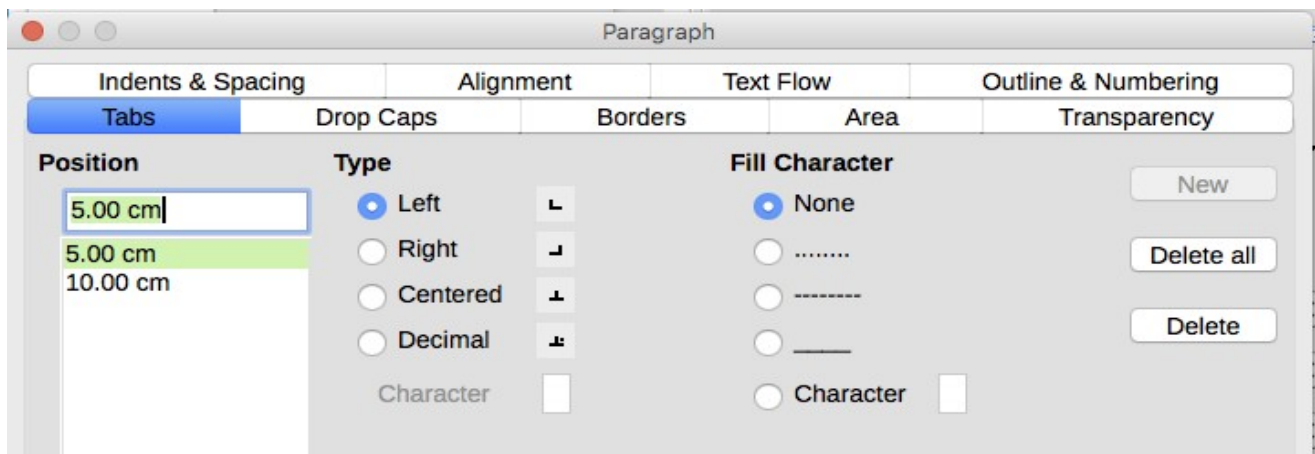 Paragraph
Indents & Spacing Alignment Text Flow Outline & Numbering
Tabs Drop Caps Borders Area Transparency
Position Type Fill Character
5.00 cm Left None New
5.00 cm Right ........ Delete all
10.00 cm Centered --------
Decimal ____ Delete
Character Character